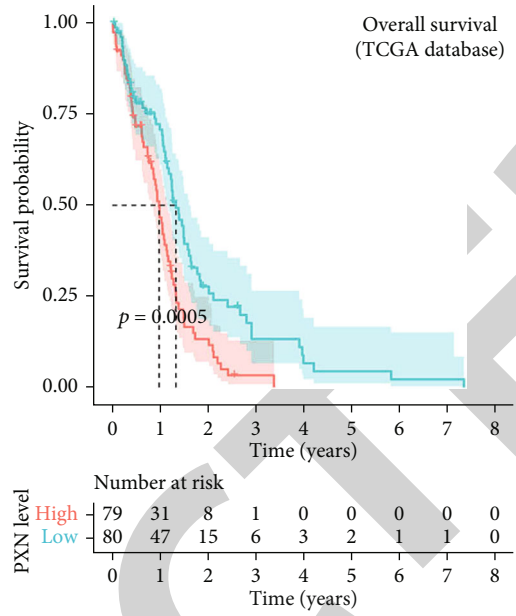 Overall survival
(TCGA database)
Survival probability
1.00
0.75
0.50
0.25
0.00
p = 0.0005
0 1 2 3 4 5 6 7 8
Time (years)
Number at risk
PXN level
High 79 31 8 1 0 0 0 0 0
Low 80 47 15 6 3 2 1 1 0
0 1 2 3 4 5 6 7 8
Time (years)